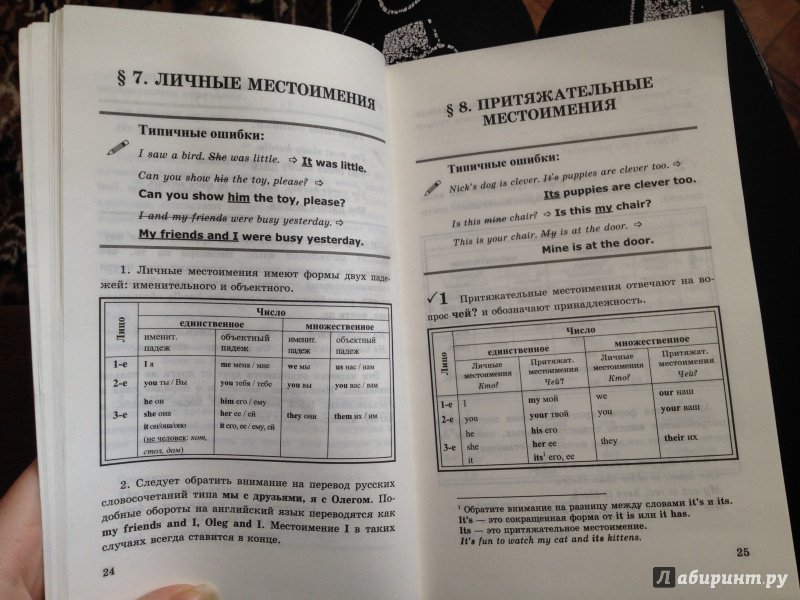 § 7. ЛИЧНЫЕ МЕСТОИМЕНИЯ
Типичные ошибки:
I saw a bird. She was little. ⇨ It was little.
Can you show his the toy, please? ⇨
Can you show him the toy, please?
I and my friends were busy yesterday. ⇨
My friends and I were busy yesterday.
1. Личные местоимения имеют формы двух паде-
жей: именительного и объектного.
Лицо
Число
единственное множественное
именит. падеж объектный падеж именит. падеж объектный падеж
1-е I я me меня / мне we мы us нас / нам
2-е you ты / Вы you тебя / тебе you вы you вас / вам
he он him его / ему
3-е she она her ее / ей they они them их / им
it он/она/оно it его, ее / ему, ей
(не человек: кот,
стол, дом)
2. Следует обратить внимание на перевод русских
словосочетаний типа мы с друзьями, я с Олегом. По-
добные обороты на английский язык переводятся как
my friends and I, Oleg and I. Местоимение I в таких
случаях всегда ставится в конце.
24
§ 8. ПРИТЯЖАТЕЛЬНЫЕ
МЕСТОИМЕНИЯ
Типичные ошибки:
Nick's dog is clever. It's puppies are clever too. ⇨
Its puppies are clever too.
Is this mine chair? ⇨ Is this my chair?
This is your chair. My is at the door. ⇨
Mine is at the door.
✓1 Притяжательные местоимения отвечают на во-
прос чей? и обозначают принадлежность.
Лицо
Число
единственное множественное
Личные местоимения Кто? Притяжат. местоимения Чей? Личные местоимения Кто? Притяжат. местоимения Чей?
1-е I my мой we our наш
2-е you your твой you your ваш
he his его
3-е she her ее they their их
it its¹ его, ее
¹ Обратите внимание на разницу между словами it's и its.
It's — это сокращенная форма от it is или it has.
Its — это притяжательное местоимение.
It's fun to watch my cat and its kittens.
25
Лабиринт.ру